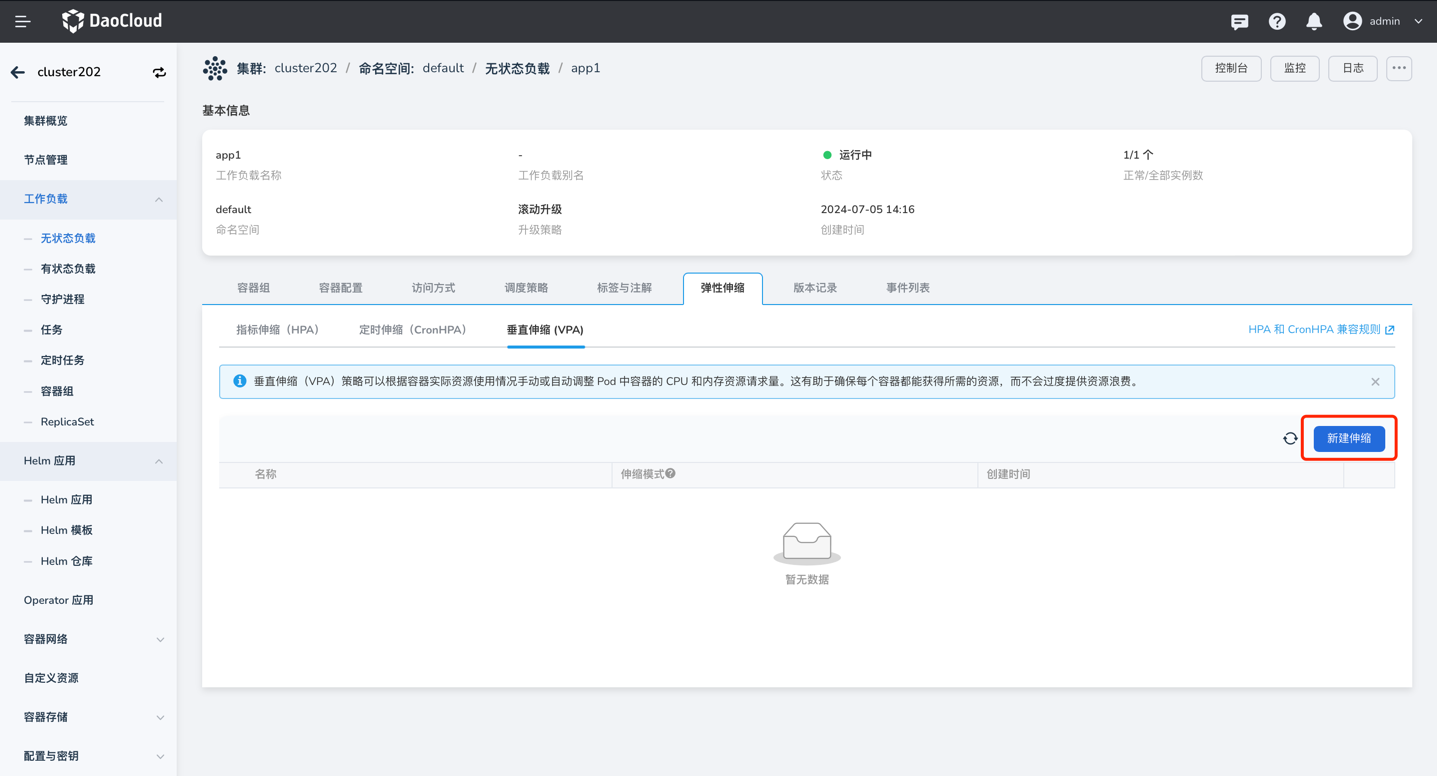 DaoCloud
admin
cluster202
集群概览
节点管理
工作负载
无状态负载
有状态负载
守护进程
任务
定时任务
容器组
ReplicaSet
Helm 应用
Helm 应用
Helm 模板
Helm 仓库
Operator 应用
容器网络
自定义资源
容器存储
配置与密钥
集群: cluster202 / 命名空间: default / 无状态负载 / app1
控制台 监控 日志
基本信息
app1
工作负载名称
-
工作负载别名
运行中
状态
1/1 个
正常/全部实例数
default
命名空间
滚动升级
升级策略
2024-07-05 14:16
创建时间
容器组 容器配置 访问方式 调度策略 标签与注解 弹性伸缩 版本记录 事件列表
指标伸缩（HPA） 定时伸缩（CronHPA） 垂直伸缩 (VPA) HPA 和 CronHPA 兼容规则
垂直伸缩（VPA）策略可以根据容器实际资源使用情况手动或自动调整 Pod 中容器的 CPU 和内存资源请求量。这有助于确保每个容器都能获得所需的资源，而不会过度提供资源浪费。
新建伸缩
名称 伸缩模式 创建时间
暂无数据